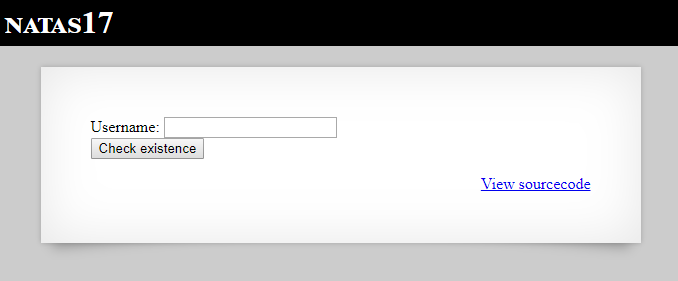 NATAS17
Username:
Check existence
View sourcecode